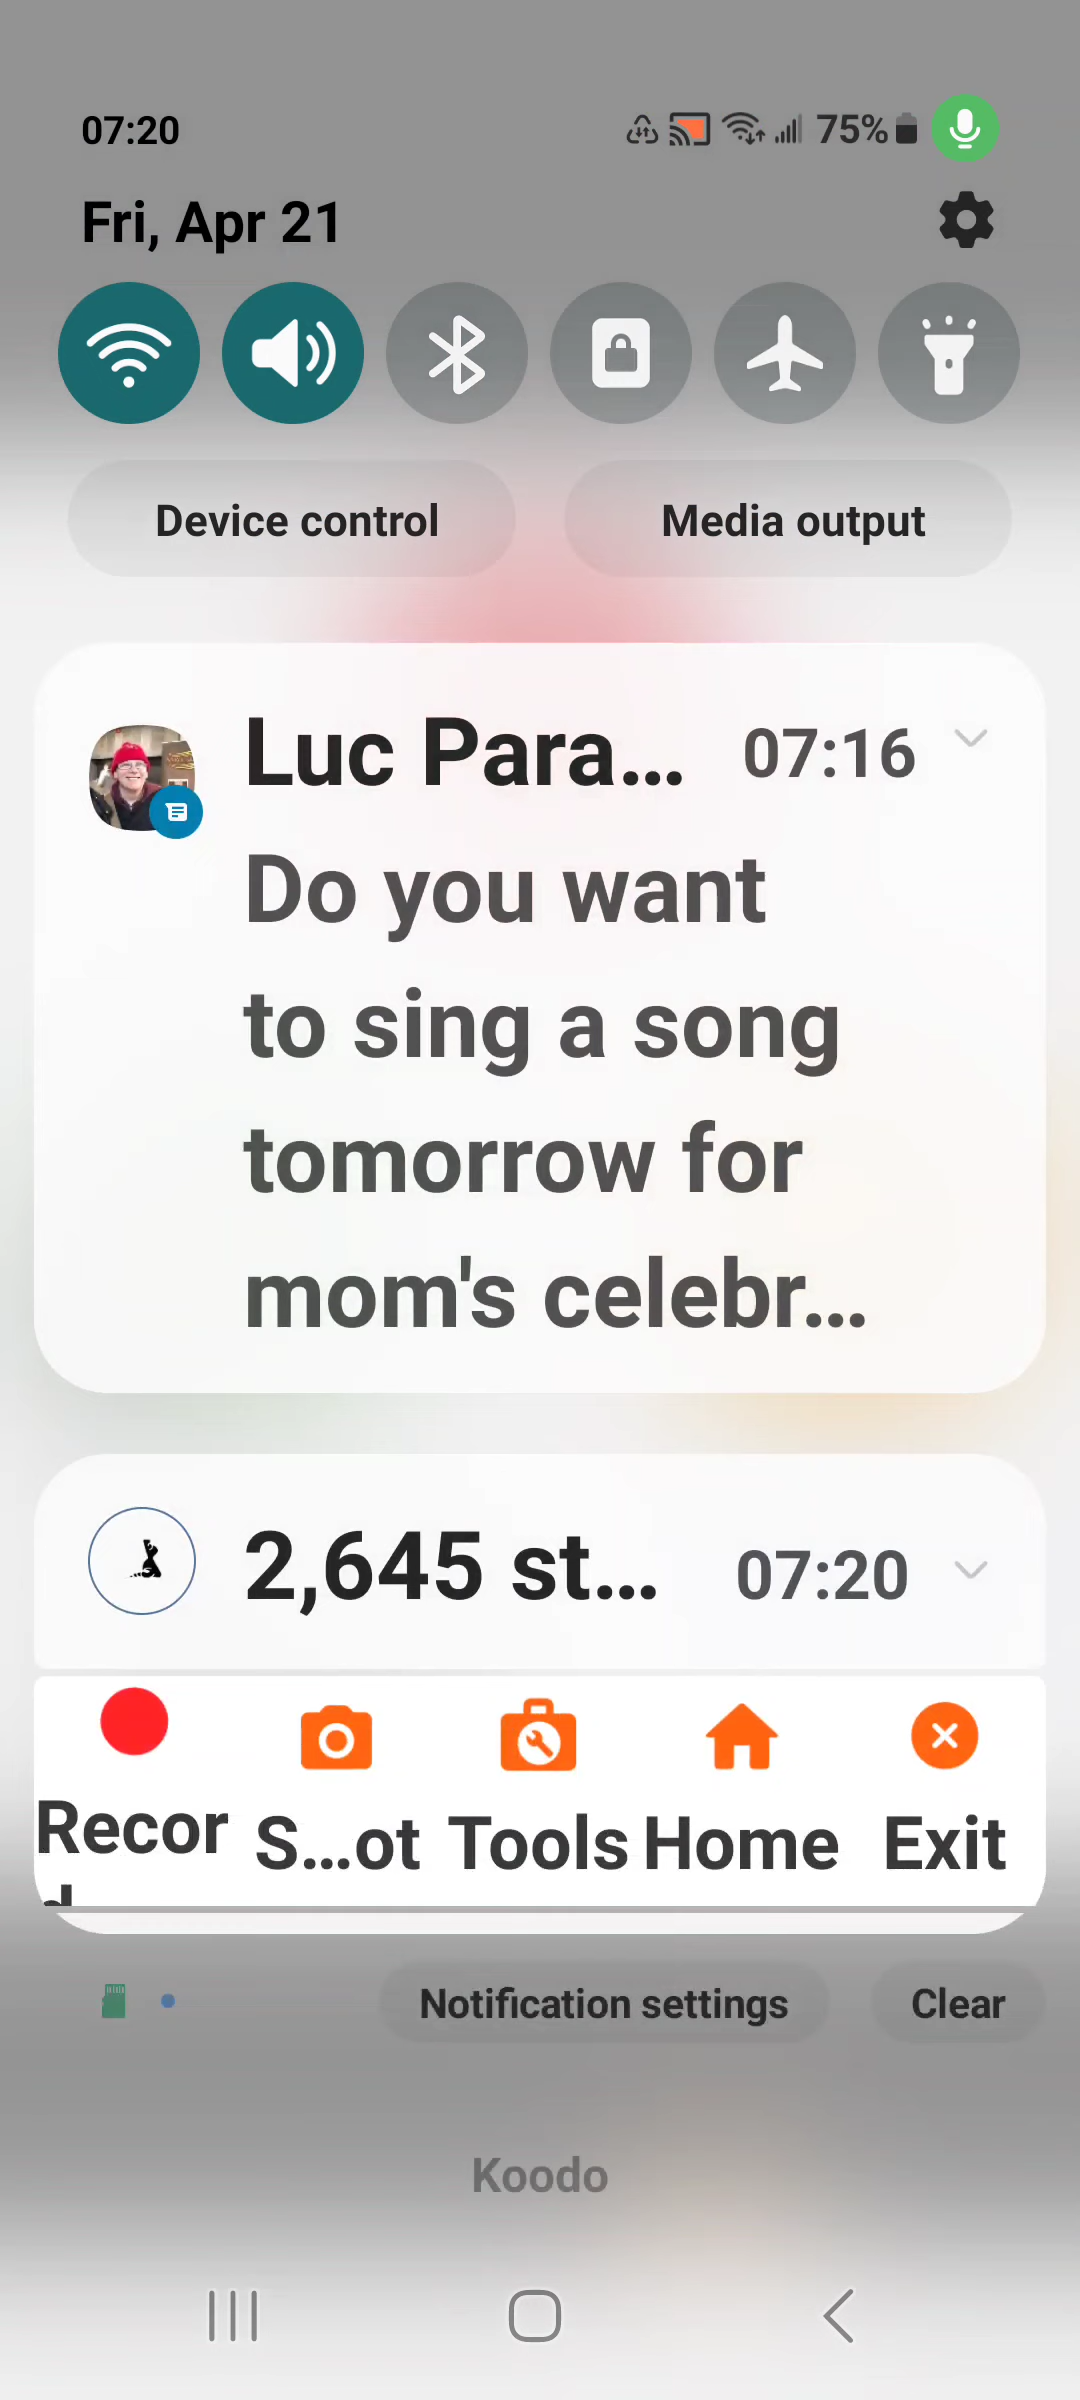 07:20 75%
Fri, Apr 21
Device control Media output
Luc Para... 07:16
Do you want
to sing a song
tomorrow for
mom's celebr...
2,645 st... 07:20
Recor S...ot Tools Home Exit
d
Notification settings Clear
Koodo